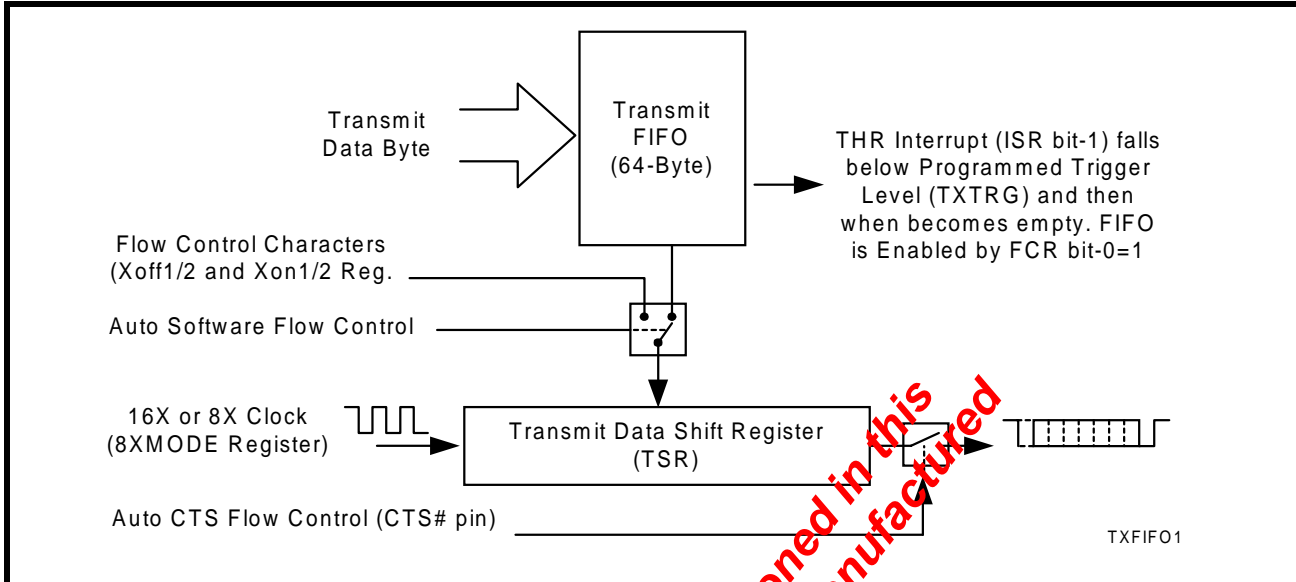 Transmit
Data Byte
Transmit
FIFO
(64-Byte)
THR Interrupt (ISR bit-1) falls
below Programmed Trigger
Level (TXTRG) and then
when becomes empty. FIFO
is Enabled by FCR bit-0=1
Flow Control Characters
(Xoff1/2 and Xon1/2 Reg.
Auto Software Flow Control
16X or 8X Clock
(8XMODE Register)
Transmit Data Shift Register
(TSR)
Auto CTS Flow Control (CTS# pin)
TXFIFO1
in this